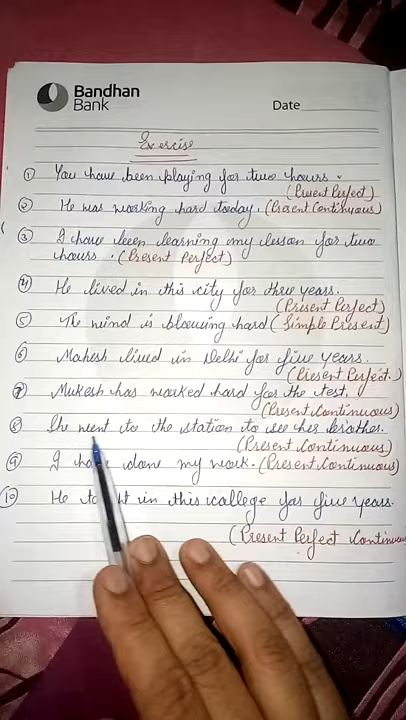 Bandhan
Bank
Date
Exercise
① You have been playing for two hours.
(Present Perfect)
② He was working hard today. (Present Continuous)
③ I have been learning my lesson for two
hours. (Present Perfect)
④ He lived in this city for three years.
(Present Perfect)
⑤ The wind is blowing hard (Simple Present)
⑥ Mahesh lived in Delhi for five years.
(Present Perfect.)
⑦ Mukesh has worked hard for the test.
(Present Continuous)
⑧ She went to the station to see her brother.
(Present Continuous)
⑨ I done my work. (Present Continuous)
⑩ He in this college for five years.
(Present Perfect Continuous